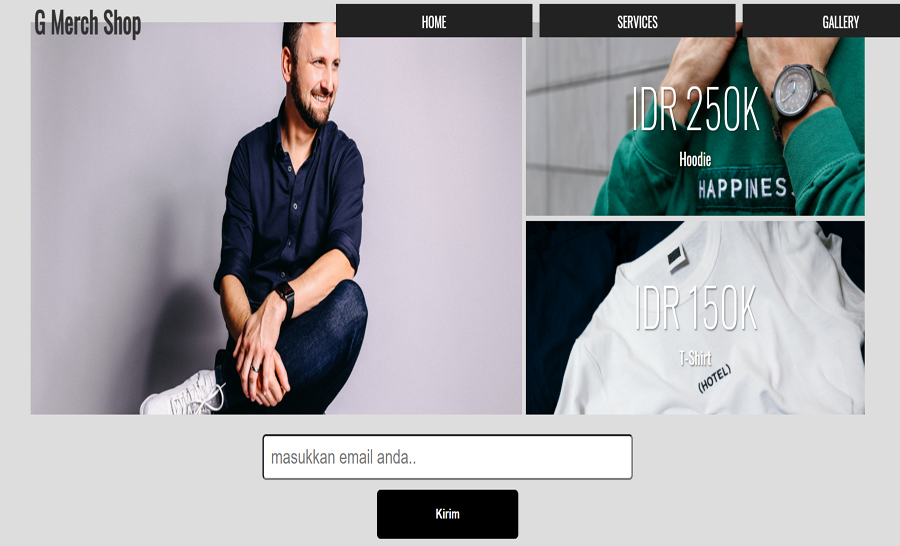 G Merch Shop
HOME
SERVICES
GALLERY
IDR 250K
Hoodie
HAPPINES
IDR 150K
T-Shirt
(HOTEL)
masukkan email anda..
Kirim